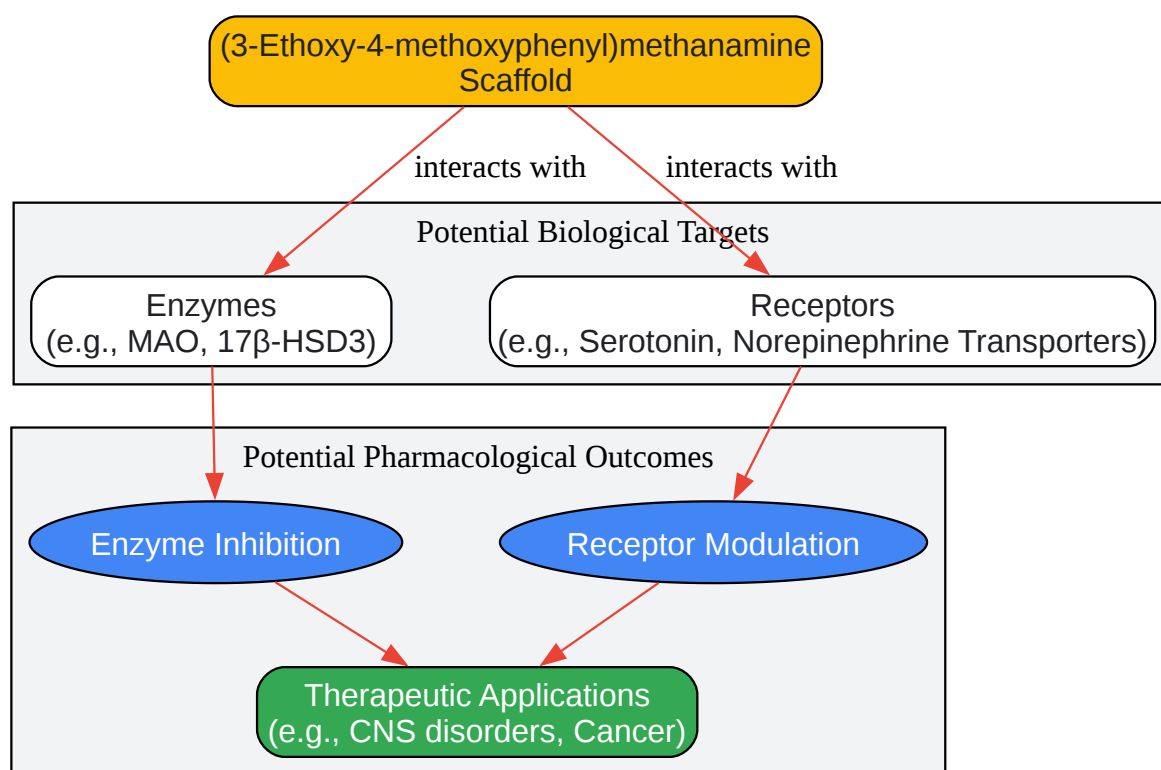 (3-Ethoxy-4-methoxyphenyl)methanamine
Scaffold
interacts with
interacts with
Potential Biological Targets
Enzymes
(e.g., MAO, 17β-HSD3)
Receptors
(e.g., Serotonin, Norepinephrine Transporters)
Potential Pharmacological Outcomes
Enzyme Inhibition
Receptor Modulation
Therapeutic Applications
(e.g., CNS disorders, Cancer)